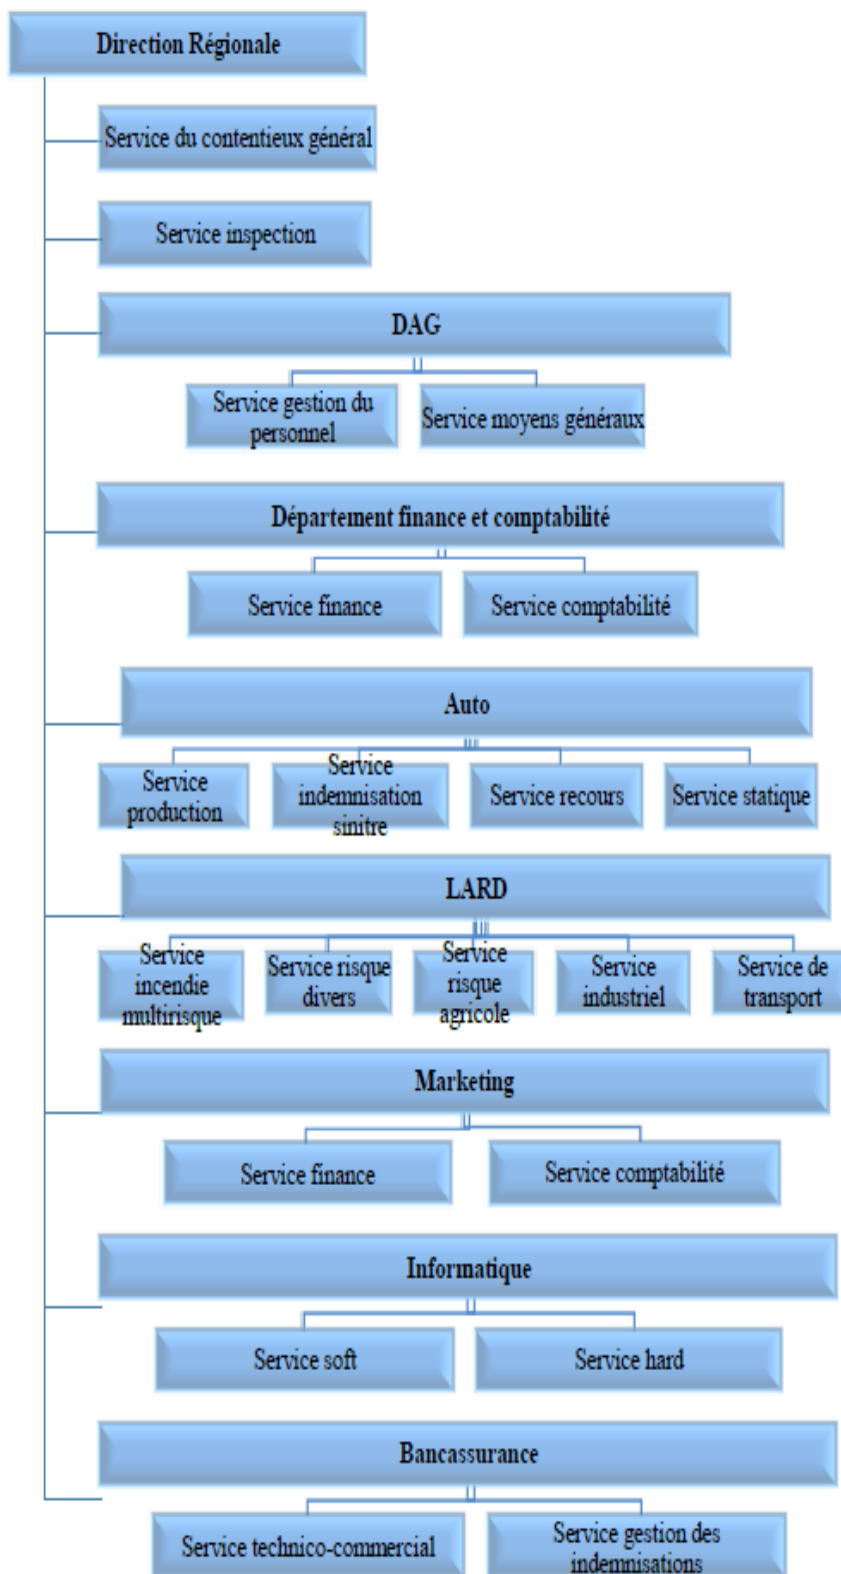 Direction Régionale
Service du contentieux général
Service inspection
DAG
Service gestion du
personnel
Service moyens généraux
Département finance et comptabilité
Service finance
Service comptabilité
Auto
Service
production
Service
indemnisation
sinitre
Service recours
Service statique
LARD
Service
incendie
multirisque
Service risque
divers
Service
risque
agricole
Service
industriel
Service de
transport
Marketing
Service finance
Service comptabilité
Informatique
Service soft
Service hard
Bancassurance
Service technico-commercial
Service gestion des
indemnisations